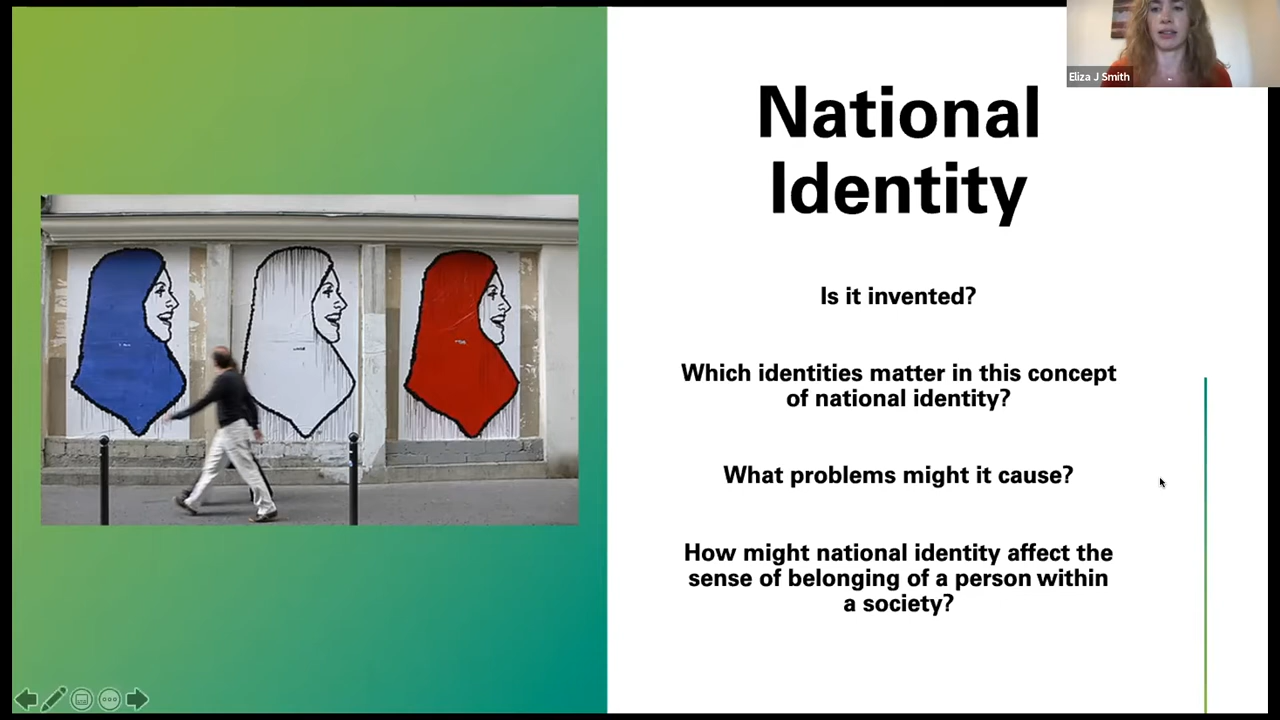 National
Identity
Eliza J Smith
Is it invented?
Which identities matter in this concept
of national identity?
What problems might it cause?
How might national identity affect the
sense of belonging of a person within
a society?